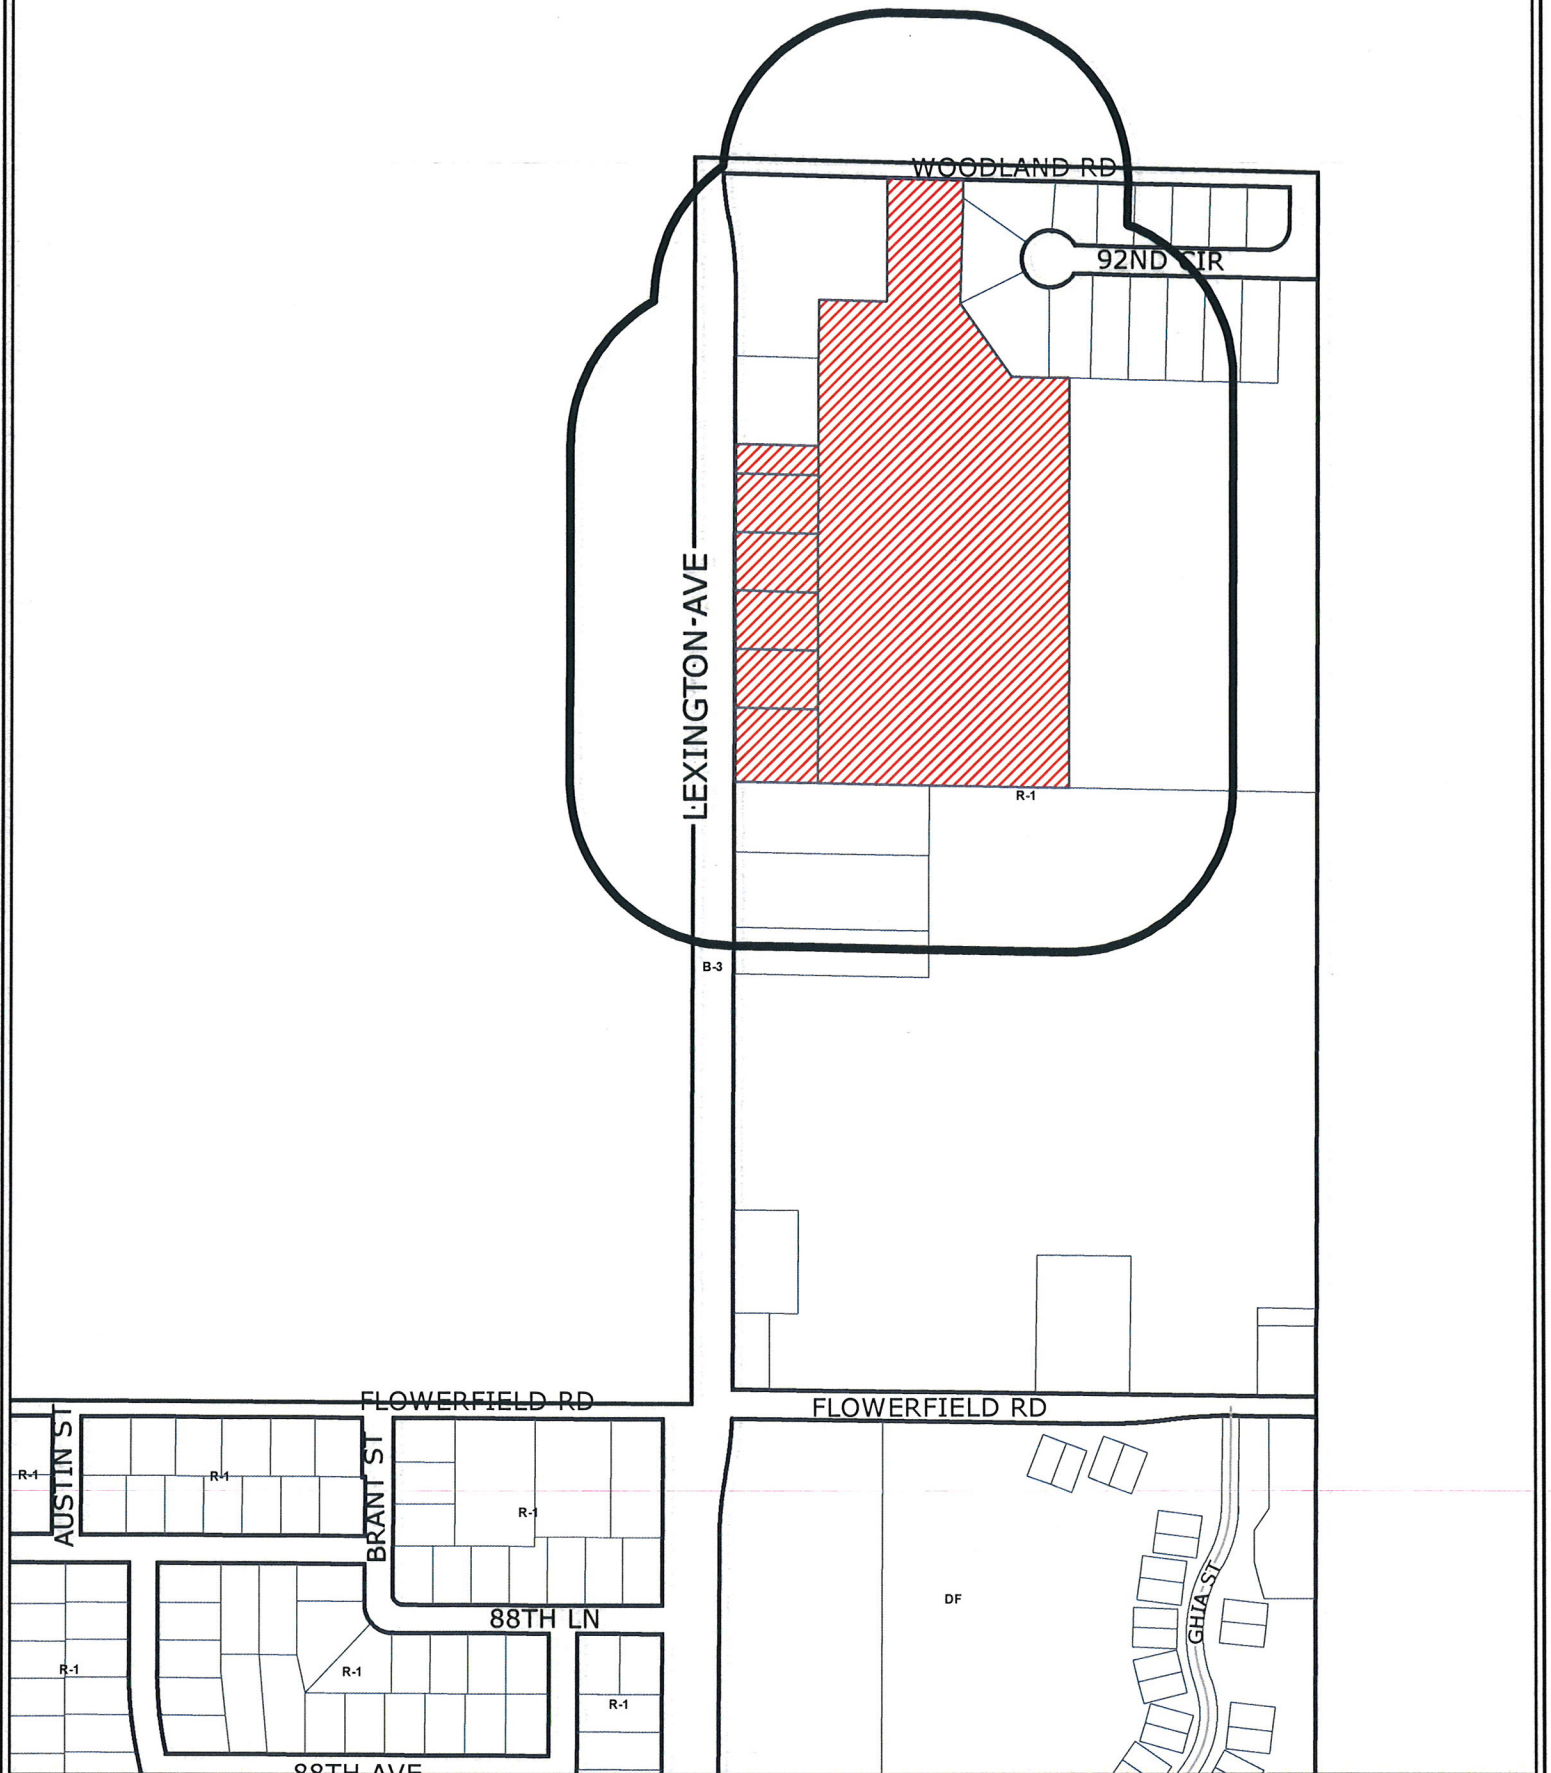 WOODLAND RD
92ND CIR
LEXINGTON AVE
R-1
B-3
FLOWERFIELD RD
FLOWERFIELD RD
AUSTIN ST
BRANT ST
R-1
R-1
R-1
DF
GHIA ST
88TH LN
R-1
R-1
R-1
88TH AVE